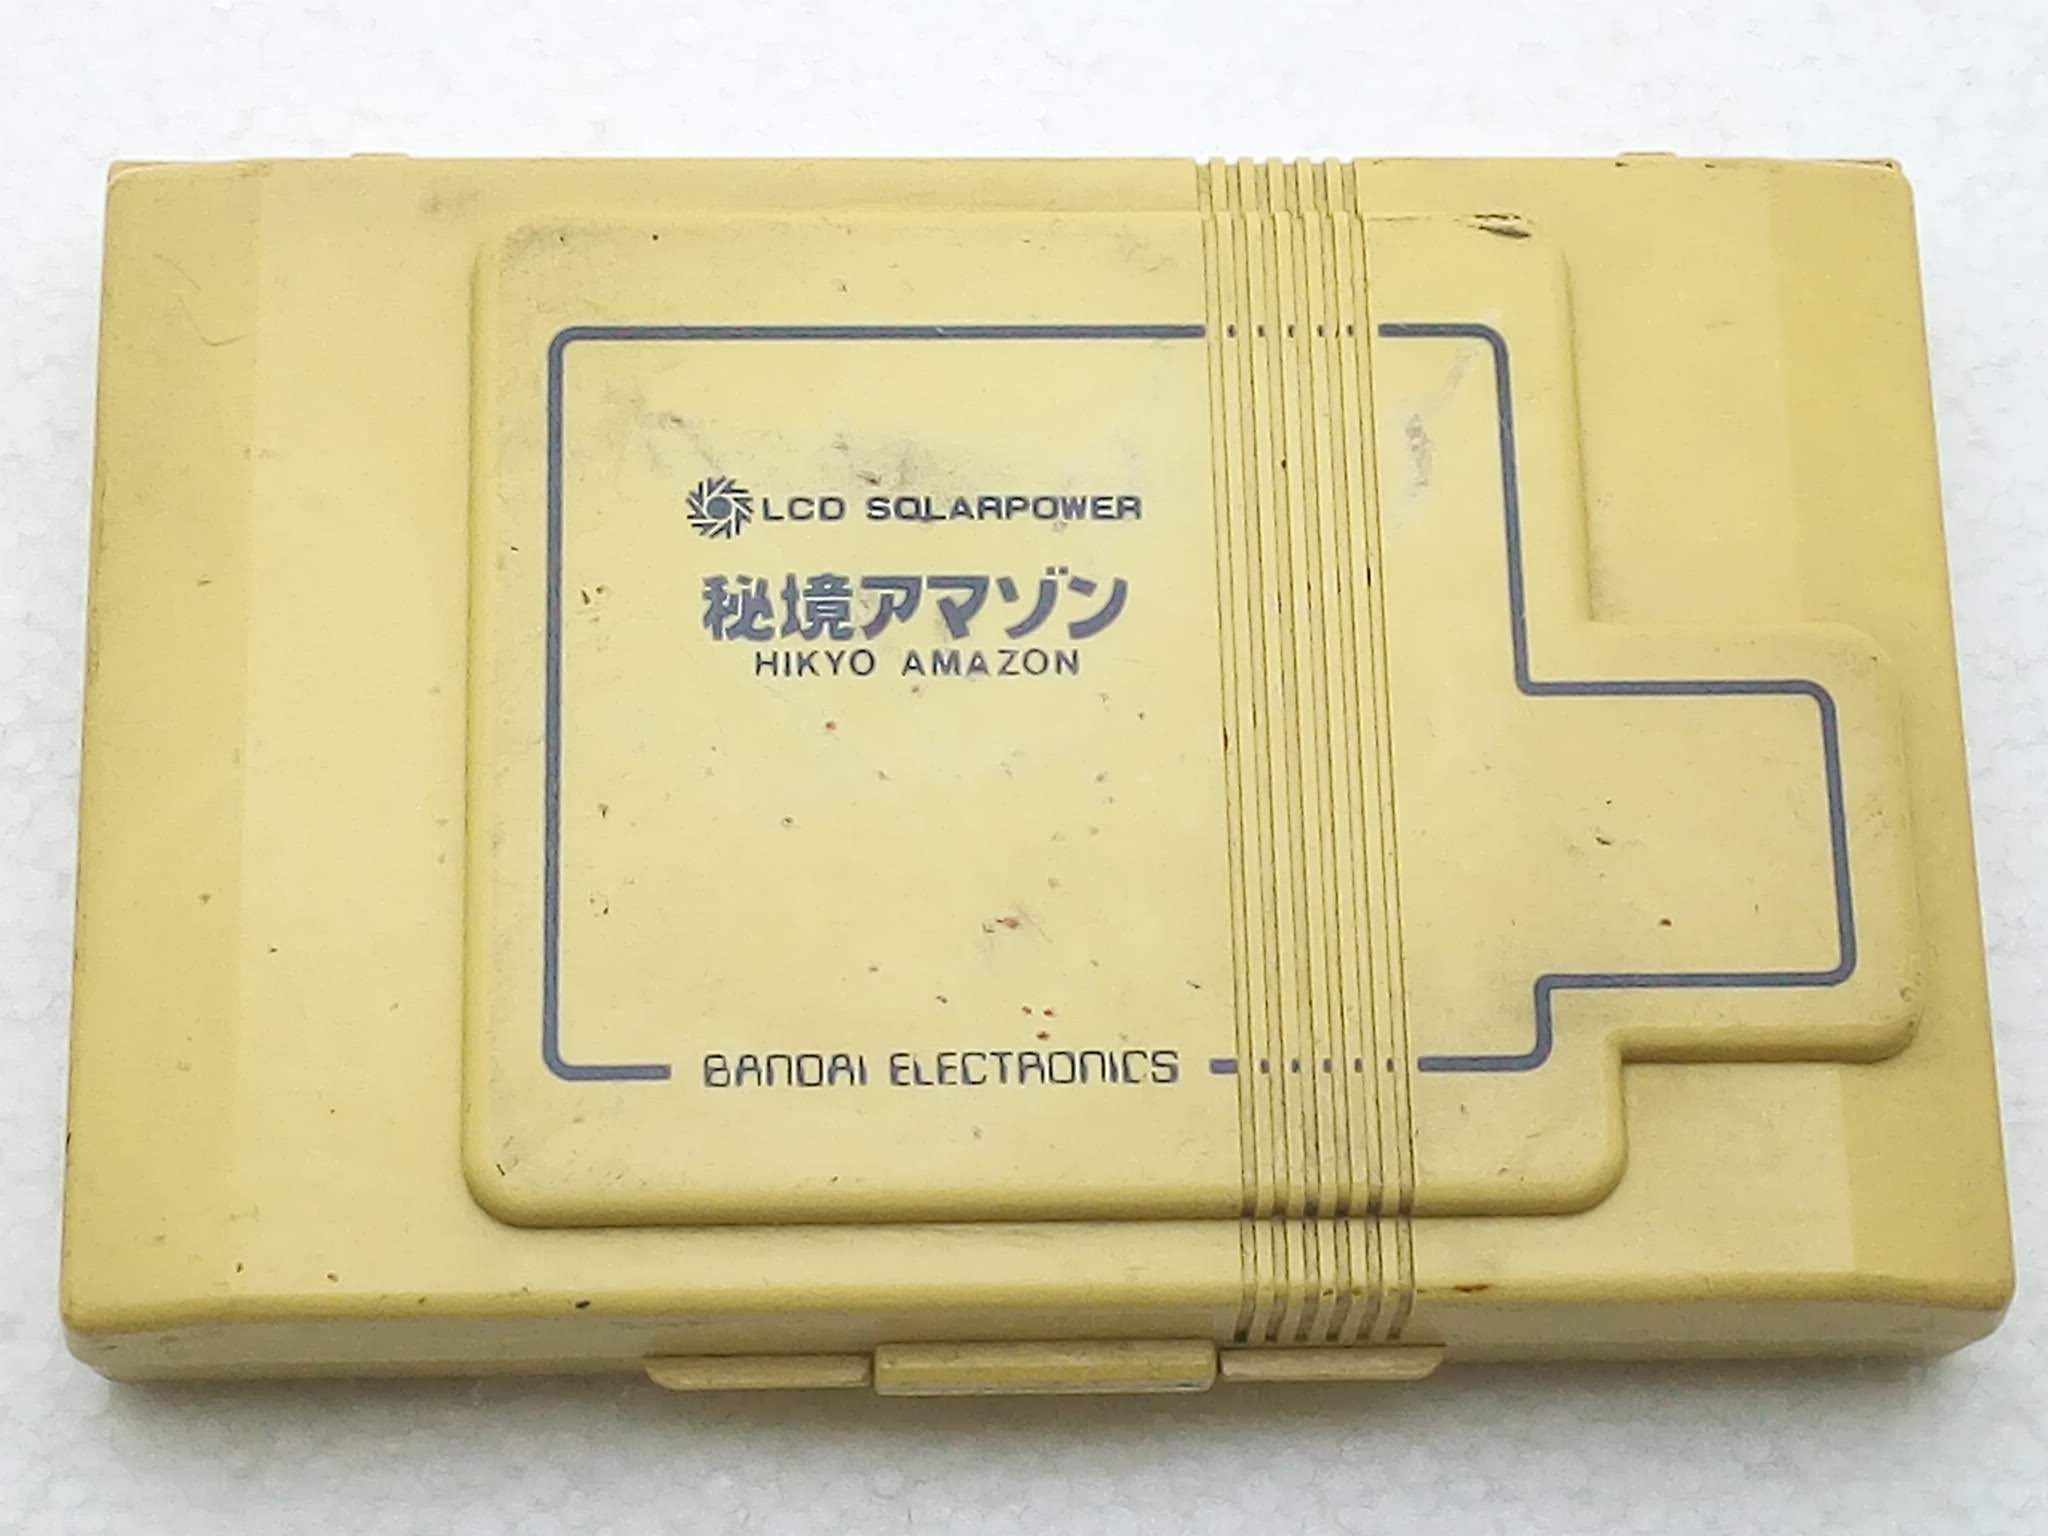 LCD SOLARPOWER
秘境アマゾン
HIKYO AMAZON
BANDAI ELECTRONICS